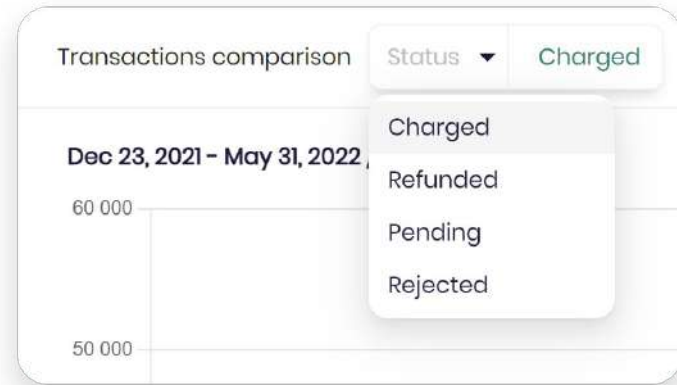 Transactions comparison Status Charged
Charged
Dec 23, 2021 - May 31, 2022
Refunded
60 000
Pending
Rejected
50 000